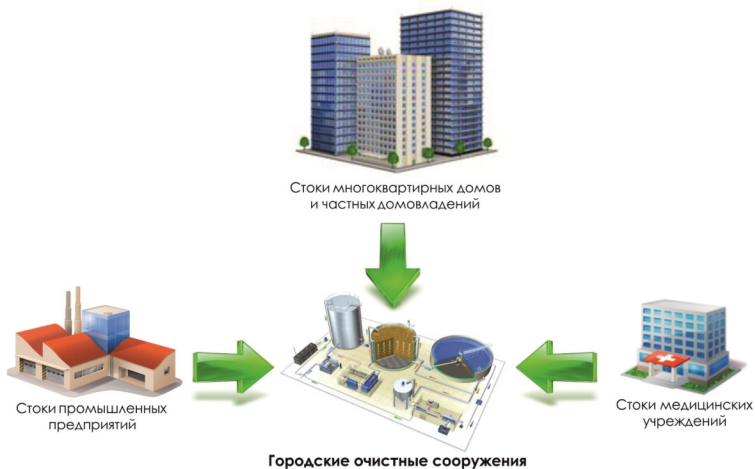 Стоки многоквартирных домов
и частных домовладений
Стоки промышленных
предприятий
Стоки медицинских
учреждений
Городские очистные сооружения